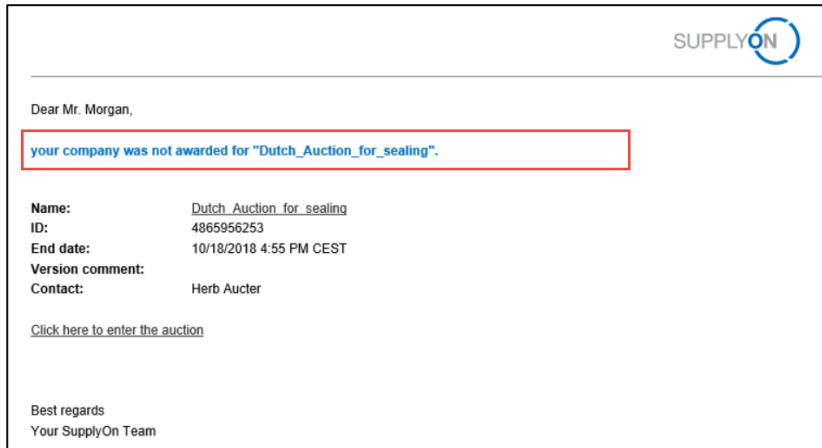 SUPPLYON
Dear Mr. Morgan,
your company was not awarded for "Dutch_Auction_for_sealing".
Name: Dutch_Auction_for_sealing
ID: 4865956253
End date: 10/18/2018 4:55 PM CEST
Version comment:
Contact: Herb Aucter
Click here to enter the auction
Best regards
Your SupplyOn Team